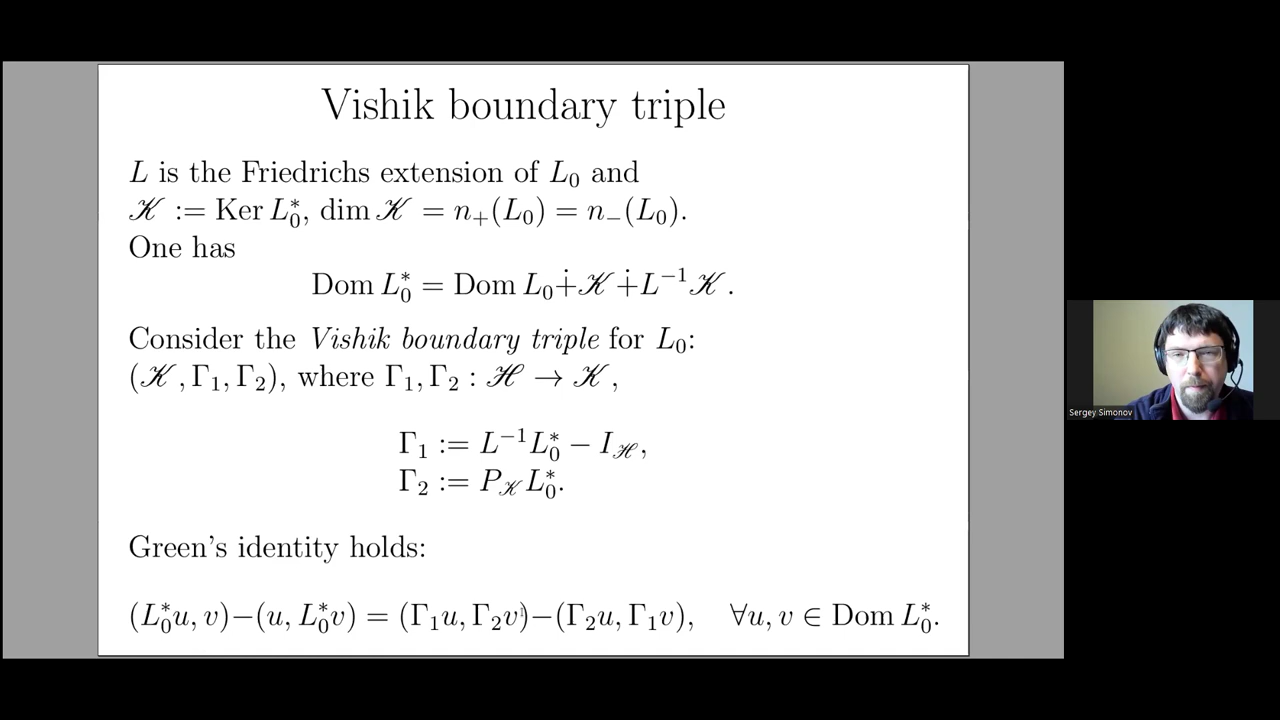 Vishik boundary triple
L is the Friedrichs extension of L₀ and
𝒦 := Ker L₀*, dim 𝒦 = n₊(L₀) = n₋(L₀).
One has
Dom L₀* = Dom L₀ ∔ 𝒦 ∔ L⁻¹𝒦.
Consider the Vishik boundary triple for L₀:
(𝒦, Γ₁, Γ₂), where Γ₁, Γ₂ : ℋ → 𝒦,
Γ₁ := L⁻¹L₀* − I_ℋ,
Γ₂ := P_𝒦 L₀*.
Green's identity holds:
(L₀*u, v)−(u, L₀*v) = (Γ₁u, Γ₂v)−(Γ₂u, Γ₁v), ∀u, v ∈ Dom L₀*.
Sergey Simonov